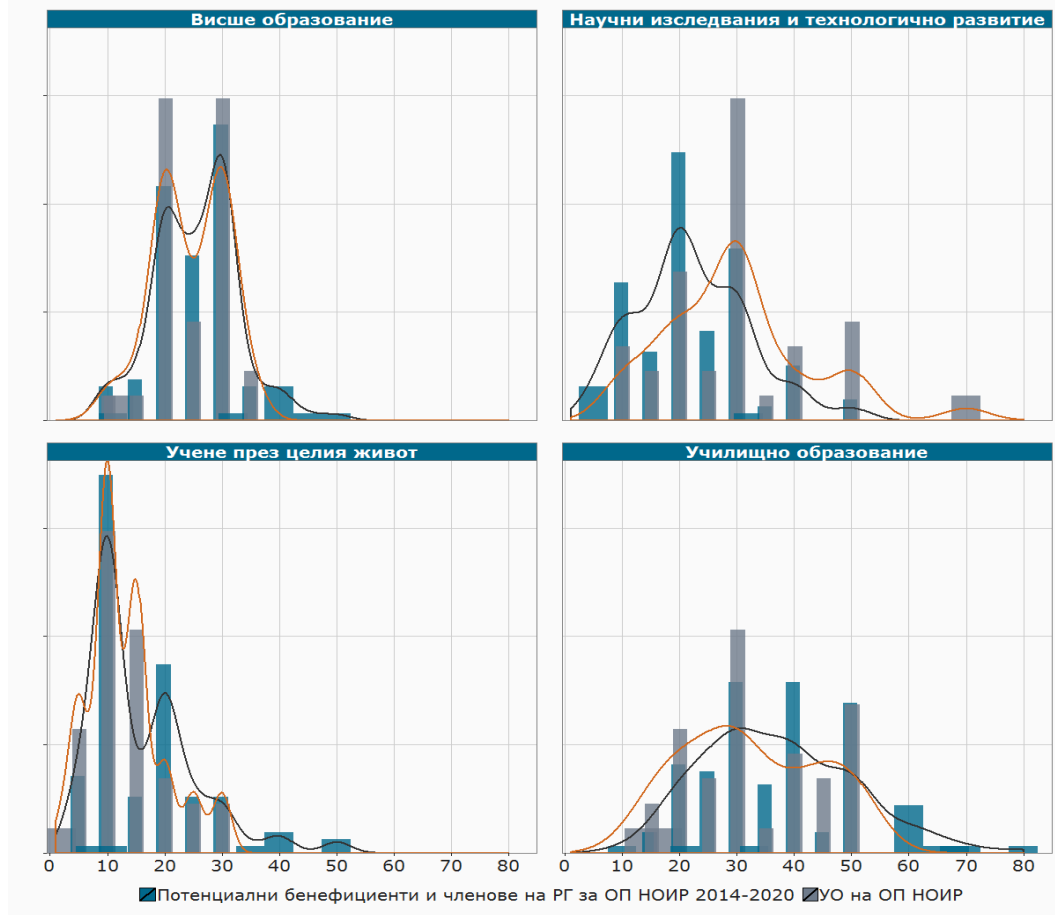 Висше образование
Научни изследвания и технологично развитие
Учене през целия живот
Училищно образование
0 10 20 30 40 50 60 70 80
0 10 20 30 40 50 60 70 80
Потенциални бенефициенти и членове на РГ за ОП НОИР 2014-2020 УО на ОП НОИР